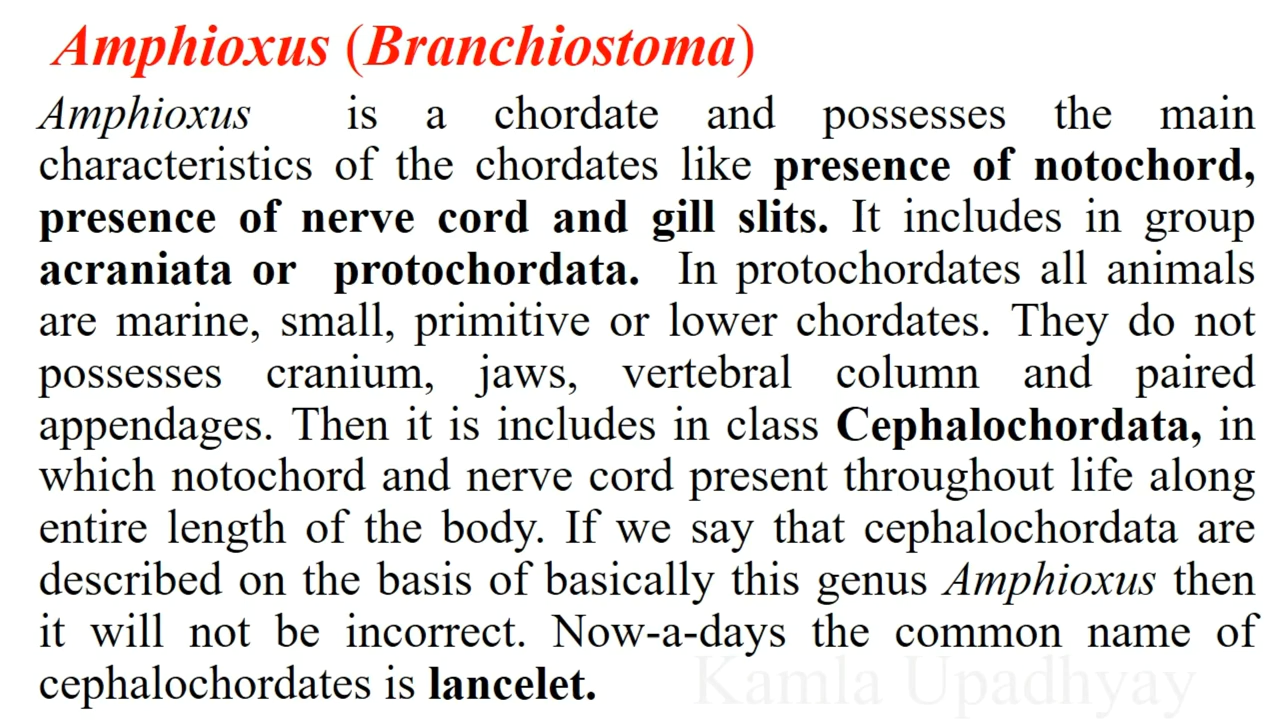 Amphioxus (Branchiostoma)
Amphioxus is a chordate and possesses the main
characteristics of the chordates like presence of notochord,
presence of nerve cord and gill slits. It includes in group
acraniata or protochordata. In protochordates all animals
are marine, small, primitive or lower chordates. They do not
possesses cranium, jaws, vertebral column and paired
appendages. Then it is includes in class Cephalochordata, in
which notochord and nerve cord present throughout life along
entire length of the body. If we say that cephalochordata are
described on the basis of basically this genus Amphioxus then
it will not be incorrect. Now-a-days the common name of
cephalochordates is lancelet.
Kamla Upadhyay